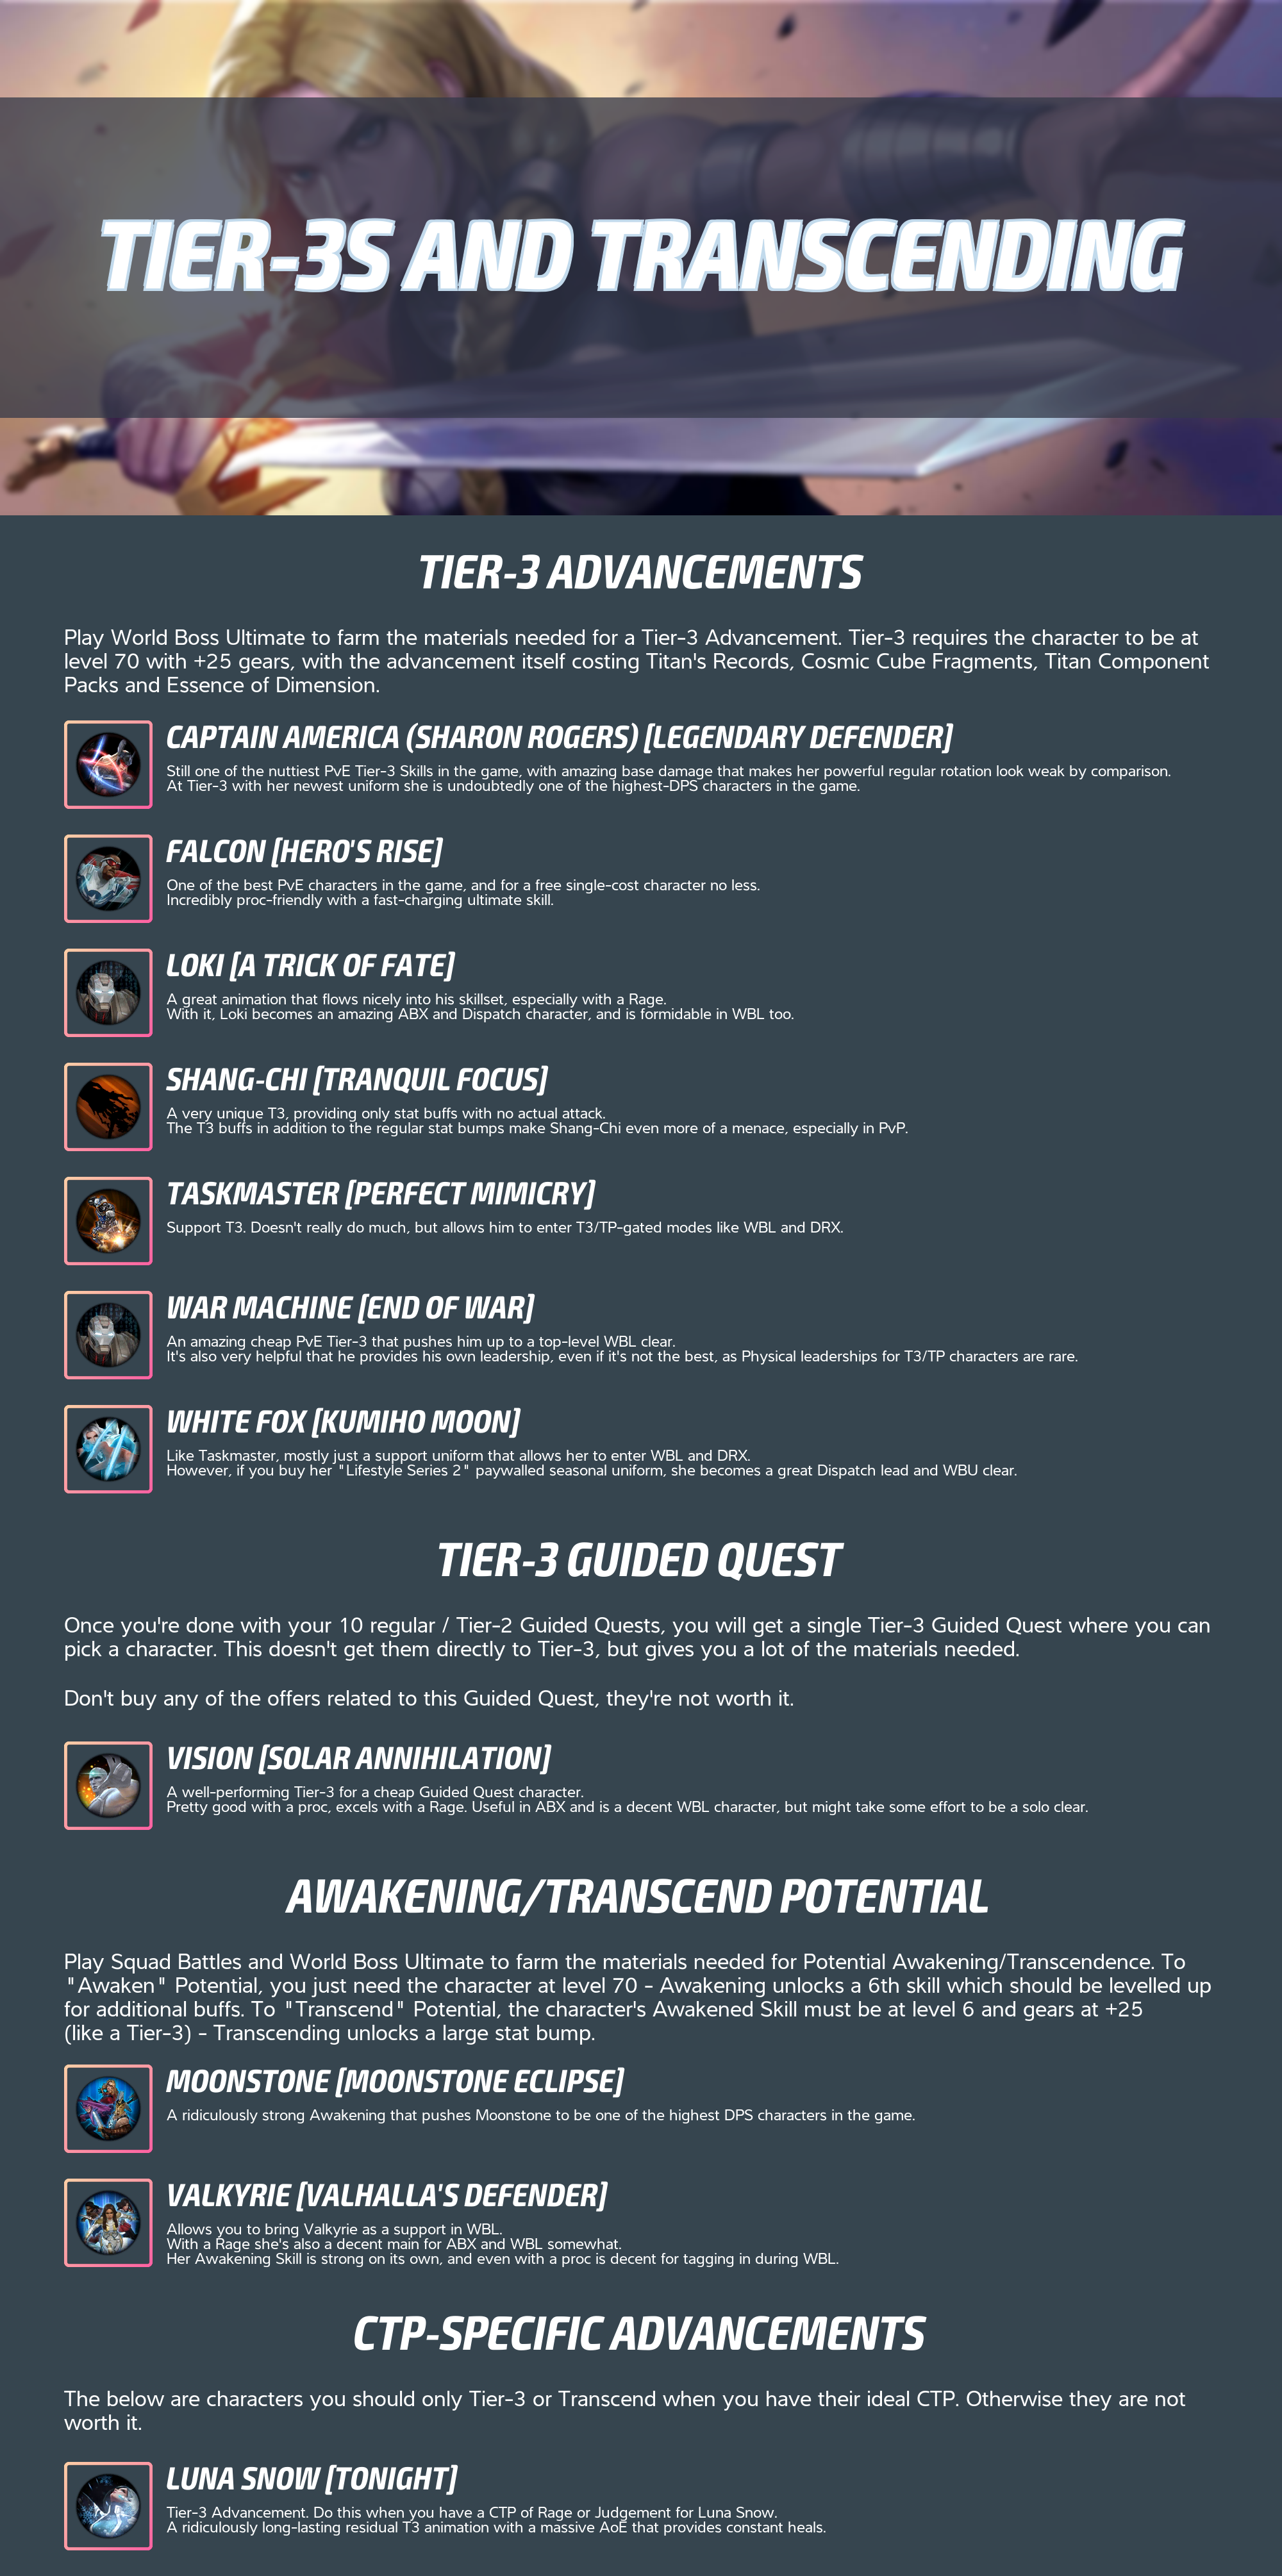 TIER-3S AND TRANSCENDING
TIER-3 ADVANCEMENTS
Play World Boss Ultimate to farm the materials needed for a Tier-3 Advancement. Tier-3 requires the character to be at
level 70 with +25 gears, with the advancement itself costing Titan's Records, Cosmic Cube Fragments, Titan Component
Packs and Essence of Dimension.
CAPTAIN AMERICA (SHARON ROGERS) [LEGENDARY DEFENDER]
Still one of the nuttiest PvE Tier-3 Skills in the game, with amazing base damage that makes her powerful regular rotation look weak by comparison.
At Tier-3 with her newest uniform she is undoubtedly one of the highest-DPS characters in the game.
FALCON [HERO'S RISE]
One of the best PvE characters in the game, and for a free single-cost character no less.
Incredibly proc-friendly with a fast-charging ultimate skill.
LOKI [A TRICK OF FATE]
A great animation that flows nicely into his skillset, especially with a Rage.
With it, Loki becomes an amazing ABX and Dispatch character, and is formidable in WBL too.
SHANG-CHI [TRANQUIL FOCUS]
A very unique T3, providing only stat buffs with no actual attack.
The T3 buffs in addition to the regular stat bumps make Shang-Chi even more of a menace, especially in PvP.
TASKMASTER [PERFECT MIMICRY]
Support T3. Doesn't really do much, but allows him to enter T3/TP-gated modes like WBL and DRX.
WAR MACHINE [END OF WAR]
An amazing cheap PvE Tier-3 that pushes him up to a top-level WBL clear.
It's also very helpful that he provides his own leadership, even if it's not the best, as Physical leaderships for T3/TP characters are rare.
WHITE FOX [KUMIHO MOON]
Like Taskmaster, mostly just a support uniform that allows her to enter WBL and DRX.
However, if you buy her "Lifestyle Series 2" paywalled seasonal uniform, she becomes a great Dispatch lead and WBU clear.
TIER-3 GUIDED QUEST
Once you're done with your 10 regular / Tier-2 Guided Quests, you will get a single Tier-3 Guided Quest where you can
pick a character. This doesn't get them directly to Tier-3, but gives you a lot of the materials needed.
Don't buy any of the offers related to this Guided Quest, they're not worth it.
VISION [SOLAR ANNIHILATION]
A well-performing Tier-3 for a cheap Guided Quest character.
Pretty good with a proc, excels with a Rage. Useful in ABX and is a decent WBL character, but might take some effort to be a solo clear.
AWAKENING/TRANSCEND POTENTIAL
Play Squad Battles and World Boss Ultimate to farm the materials needed for Potential Awakening/Transcendence. To
"Awaken" Potential, you just need the character at level 70 - Awakening unlocks a 6th skill which should be levelled up
for additional buffs. To "Transcend" Potential, the character's Awakened Skill must be at level 6 and gears at +25
(like a Tier-3) - Transcending unlocks a large stat bump.
MOONSTONE [MOONSTONE ECLIPSE]
A ridiculously strong Awakening that pushes Moonstone to be one of the highest DPS characters in the game.
VALKYRIE [VALHALLA'S DEFENDER]
Allows you to bring Valkyrie as a support in WBL.
With a Rage she's also a decent main for ABX and WBL somewhat.
Her Awakening Skill is strong on its own, and even with a proc is decent for tagging in during WBL.
CTP-SPECIFIC ADVANCEMENTS
The below are characters you should only Tier-3 or Transcend when you have their ideal CTP. Otherwise they are not
worth it.
LUNA SNOW [TONIGHT]
Tier-3 Advancement. Do this when you have a CTP of Rage or Judgement for Luna Snow.
A ridiculously long-lasting residual T3 animation with a massive AoE that provides constant heals.